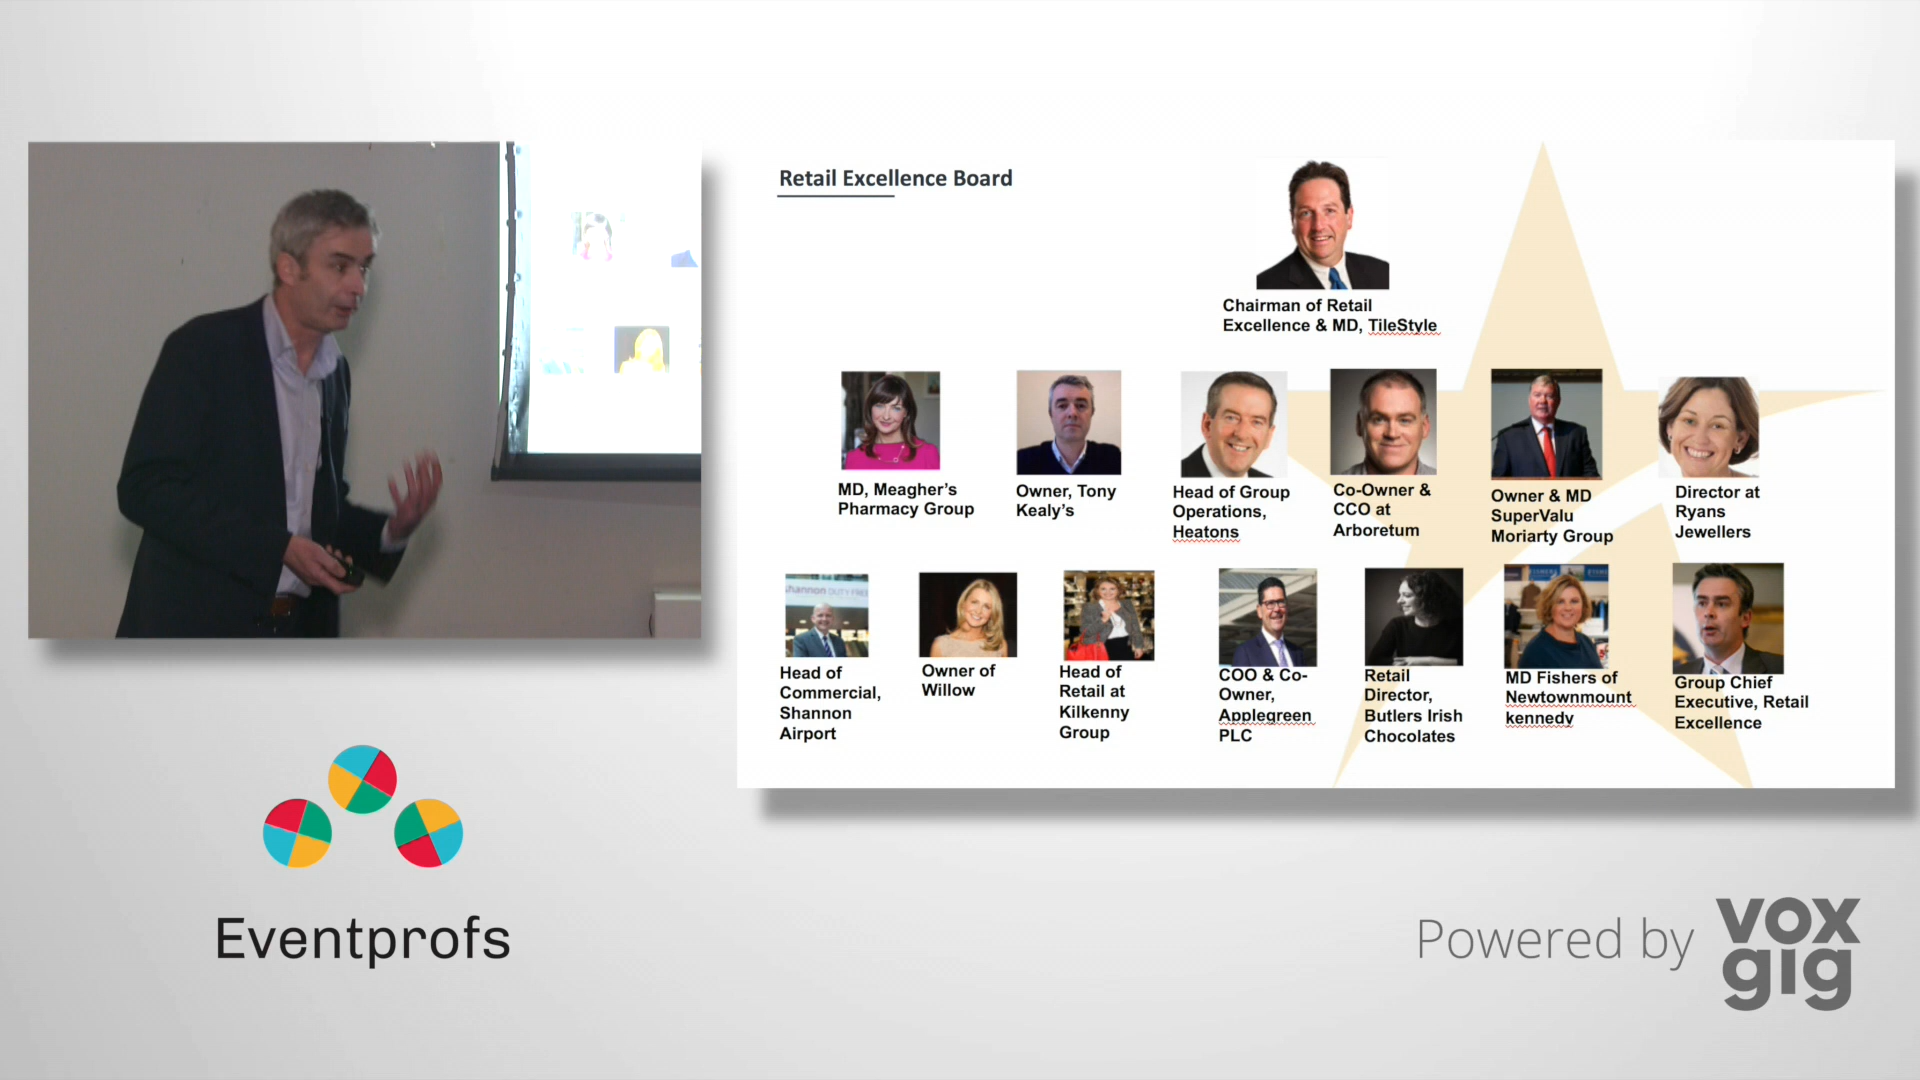 Retail Excellence Board
Chairman of Retail
Excellence & MD, TileStyle
MD, Meagher's
Pharmacy Group
Owner, Tony
Kealy's
Head of Group
Operations,
Heatons
Co-Owner &
CCO at
Arboretum
Owner & MD
SuperValu
Moriarty Group
Director at
Ryans
Jewellers
shannon DUTY FREE
Head of
Commercial,
Shannon
Airport
Owner of
Willow
Head of
Retail at
Kilkenny
Group
COO & Co-
Owner,
Applegreen
PLC
Retail
Director,
Butlers Irish
Chocolates
MD Fishers of
Newtownmount
kennedy
Group Chief
Executive, Retail
Excellence
Eventprofs
Powered by
vox
gig